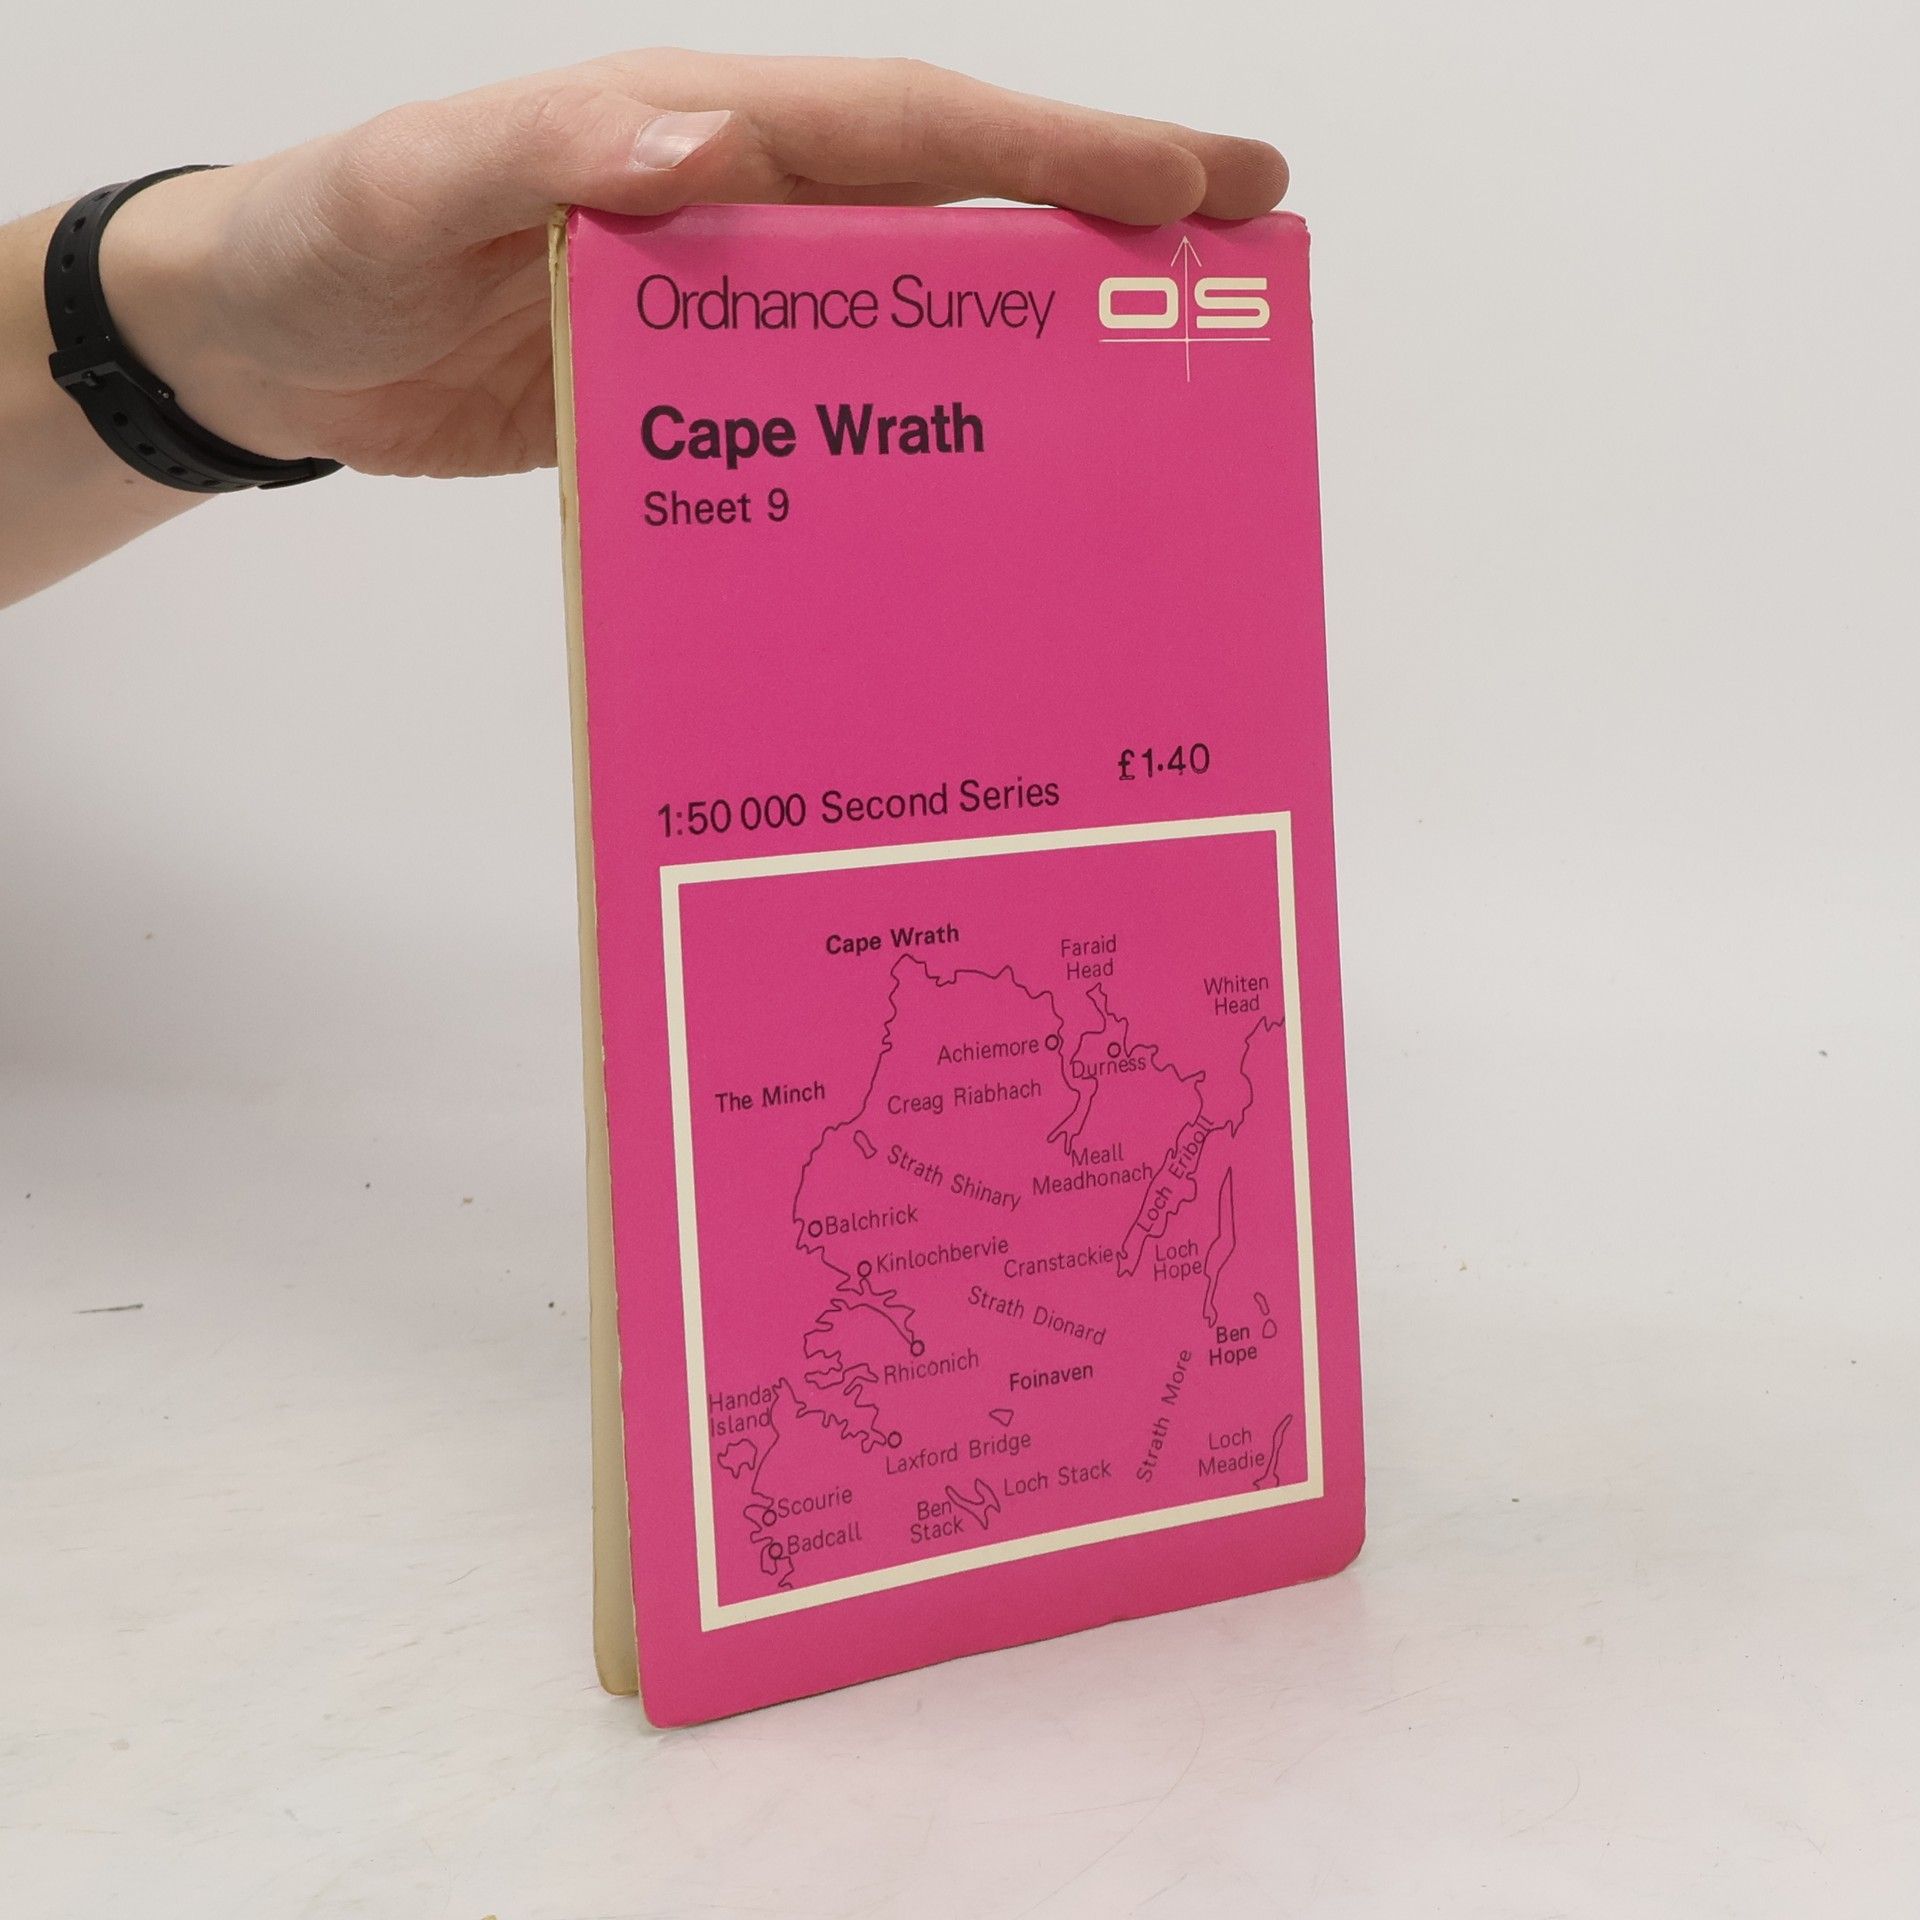 Ordnance Survey OS
Cape Wrath
Sheet 9
£1·40
1:50 000 Second Series
Cape Wrath
Faraid
Head
Whiten
Head
Achiemore
Durness
The Minch
Creag Riabhach
Strath Shinary
Meall
Meadhonach
Loch Eriboll
Balchrick
Kinlochbervie
Cranstackie
Loch
Hope
Strath Dionard
Ben
Hope
Rhiconich
Foinaven
Strath More
Handa
Island
Laxford Bridge
Loch
Meadie
Loch Stack
Scourie
Ben
Stack
Badcall